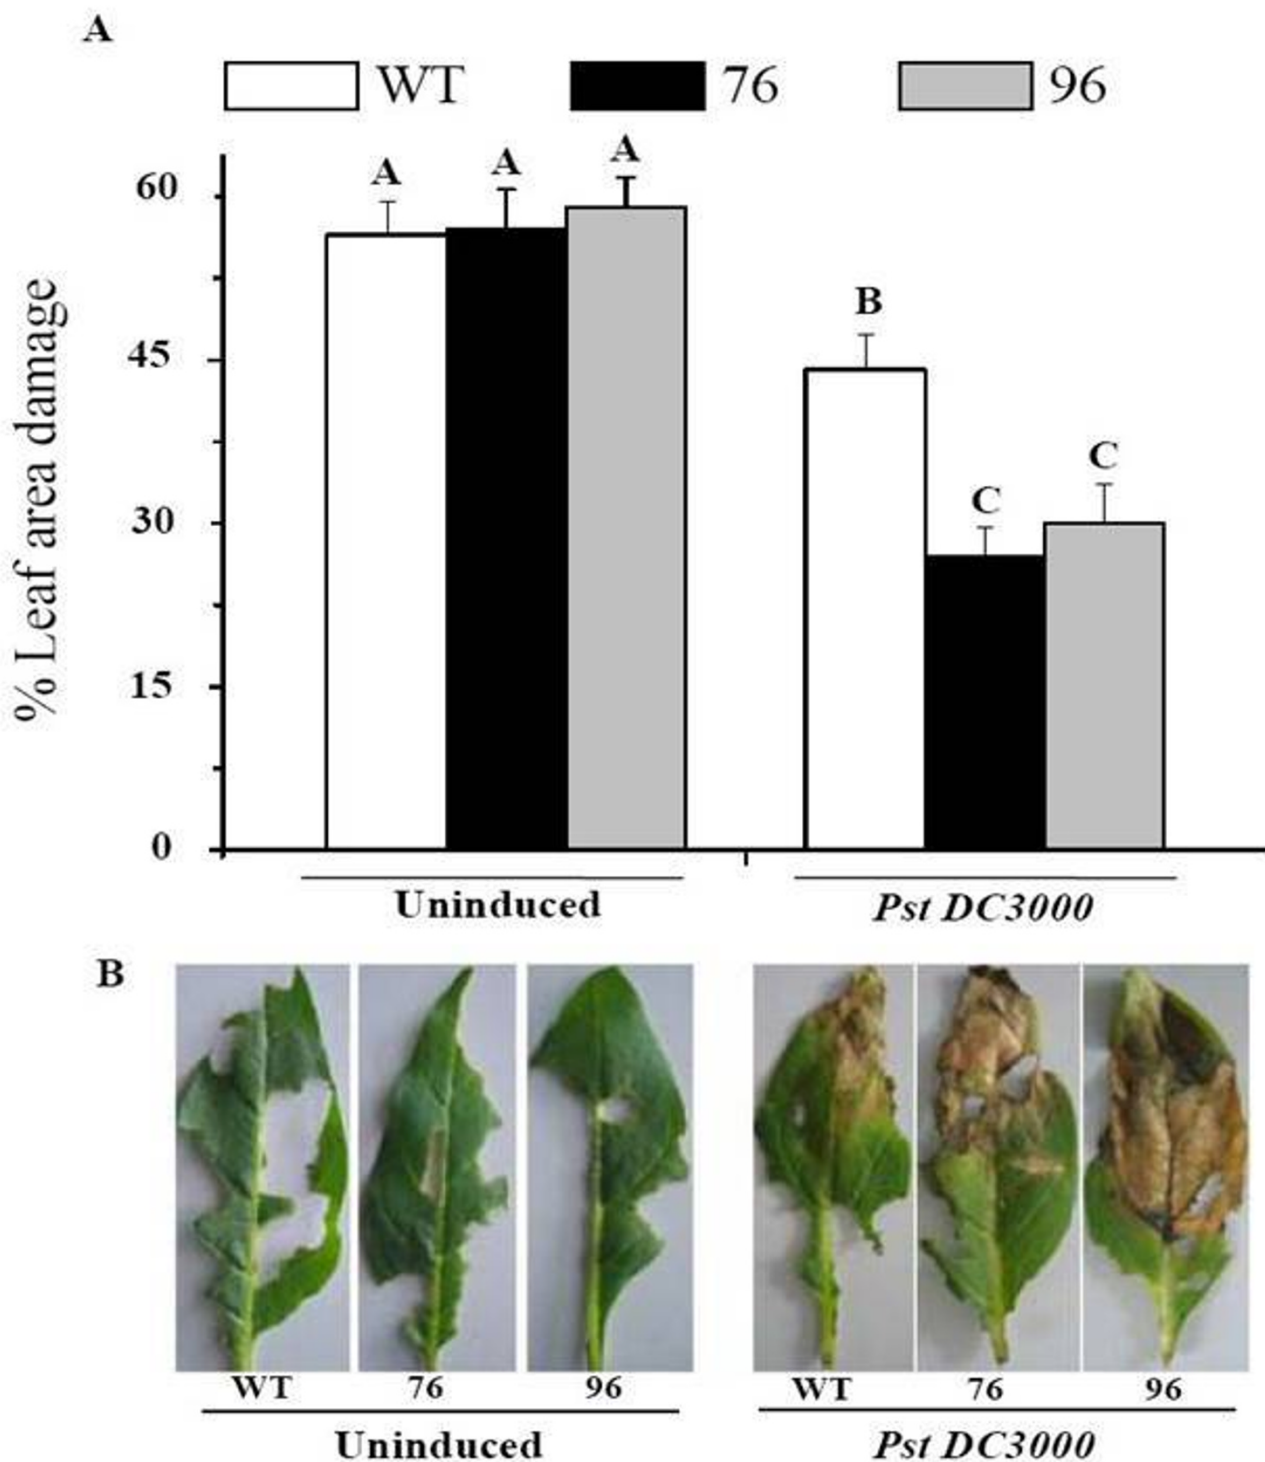 A
WT 76 96
A A A
B
C C
60
45
30
15
0
% Leaf area damage
Uninduced Pst DC3000
B
WT 76 96 WT 76 96
Uninduced Pst DC3000